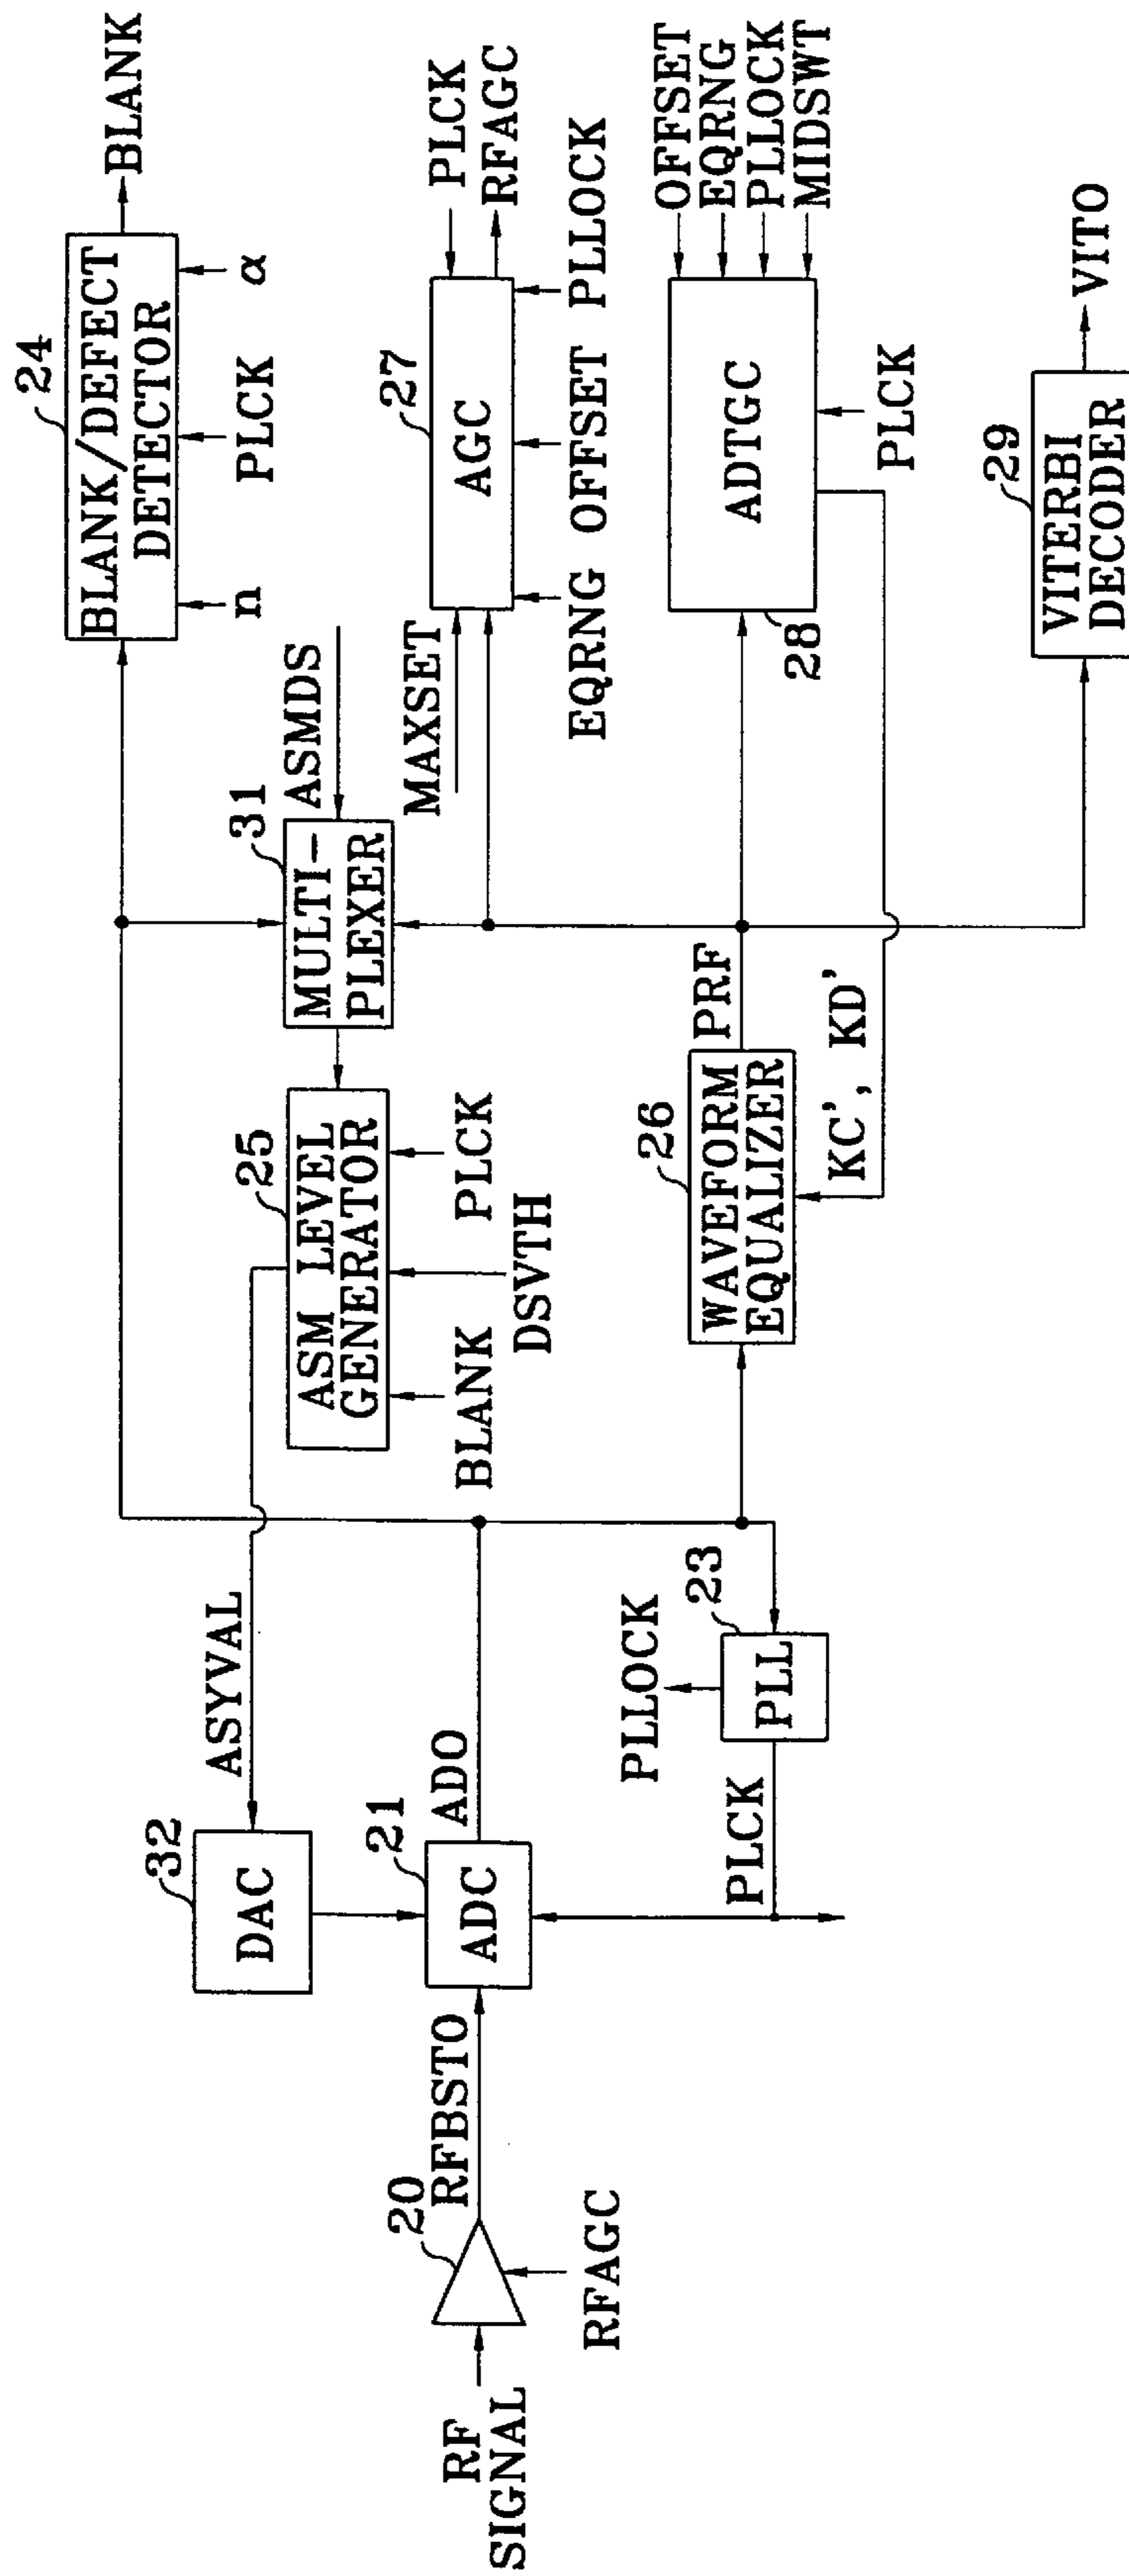 24
BLANK/DEFECT
DETECTOR
BLANK
n
PLCK
α
31
MULTI-
PLEXER
ASMDS
25
ASM LEVEL
GENERATOR
BLANK
DSVTH
PLCK
ASYVAL
32
DAC
MAXSET
27
AGC
PLCK
RFAGC
EQRNG
OFFSET
PLLOCK
RF
SIGNAL
20
RFAGC
RFBSTO
21
ADC
ADO
PLLOCK
23
PLL
PLCK
26
WAVEFORM
EQUALIZER
PRF
KC', KD'
28
ADTGC
OFFSET
EQRNG
PLLOCK
MIDSWT
PLCK
29
VITERBI
DECODER
VITO